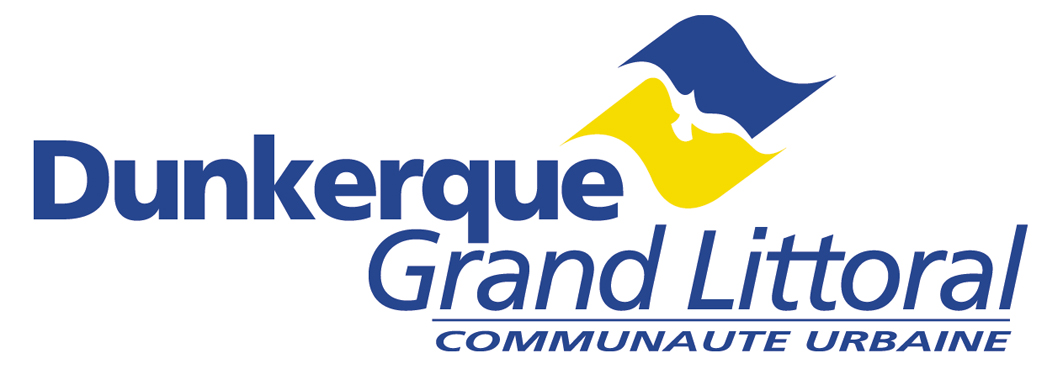 Dunkerque
Grand Littoral
COMMUNAUTE URBAINE